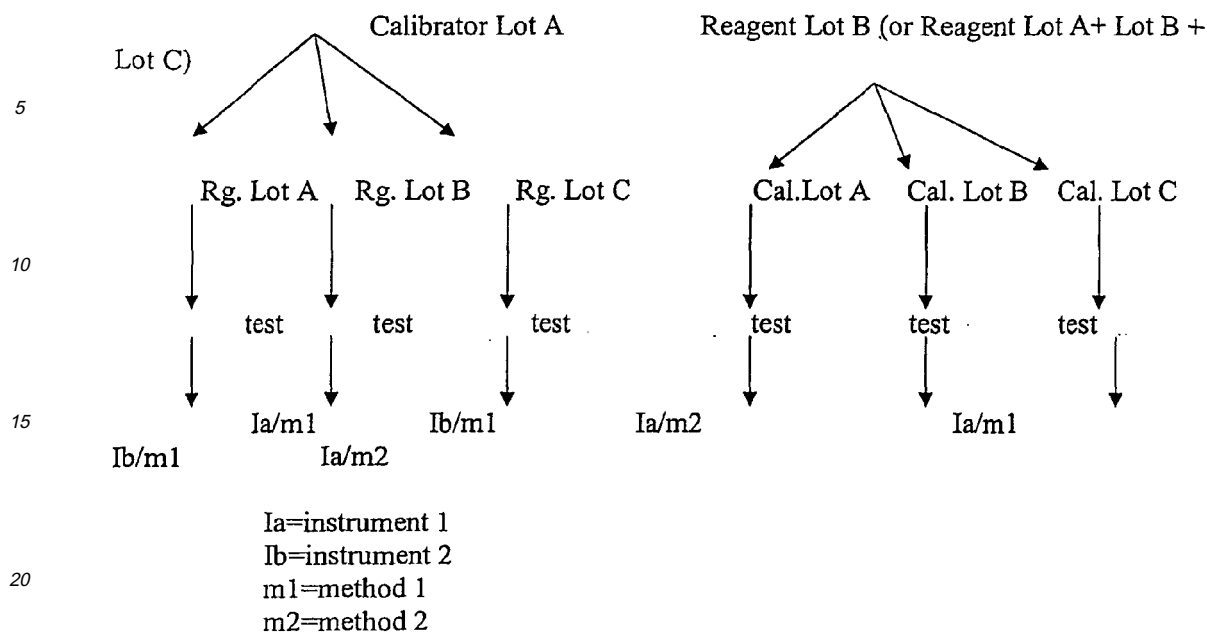 Calibrator Lot A Reagent Lot B (or Reagent Lot A+ Lot B +
Lot C)
5
Rg. Lot A Rg. Lot B Rg. Lot C Cal.Lot A Cal. Lot B Cal. Lot C
10
test test test test test test
15 Ia/m1 Ib/m1 Ia/m2 Ia/m1
Ib/m1 Ia/m2
Ia=instrument 1
Ib=instrument 2
20 m1=method 1
m2=method 2